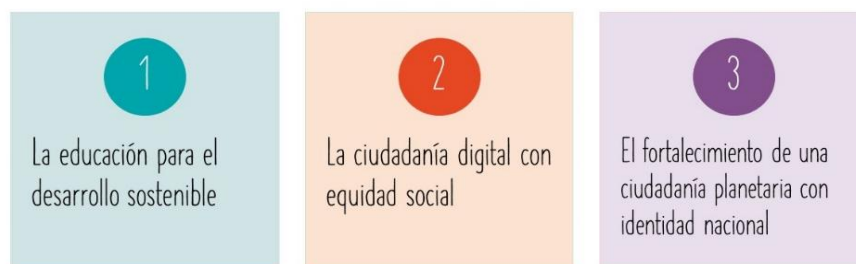 1
La educación para el
desarrollo sostenible
2
La ciudadanía digital con
equidad social
3
El fortalecimiento de una
ciudadanía planetaria con
identidad nacional